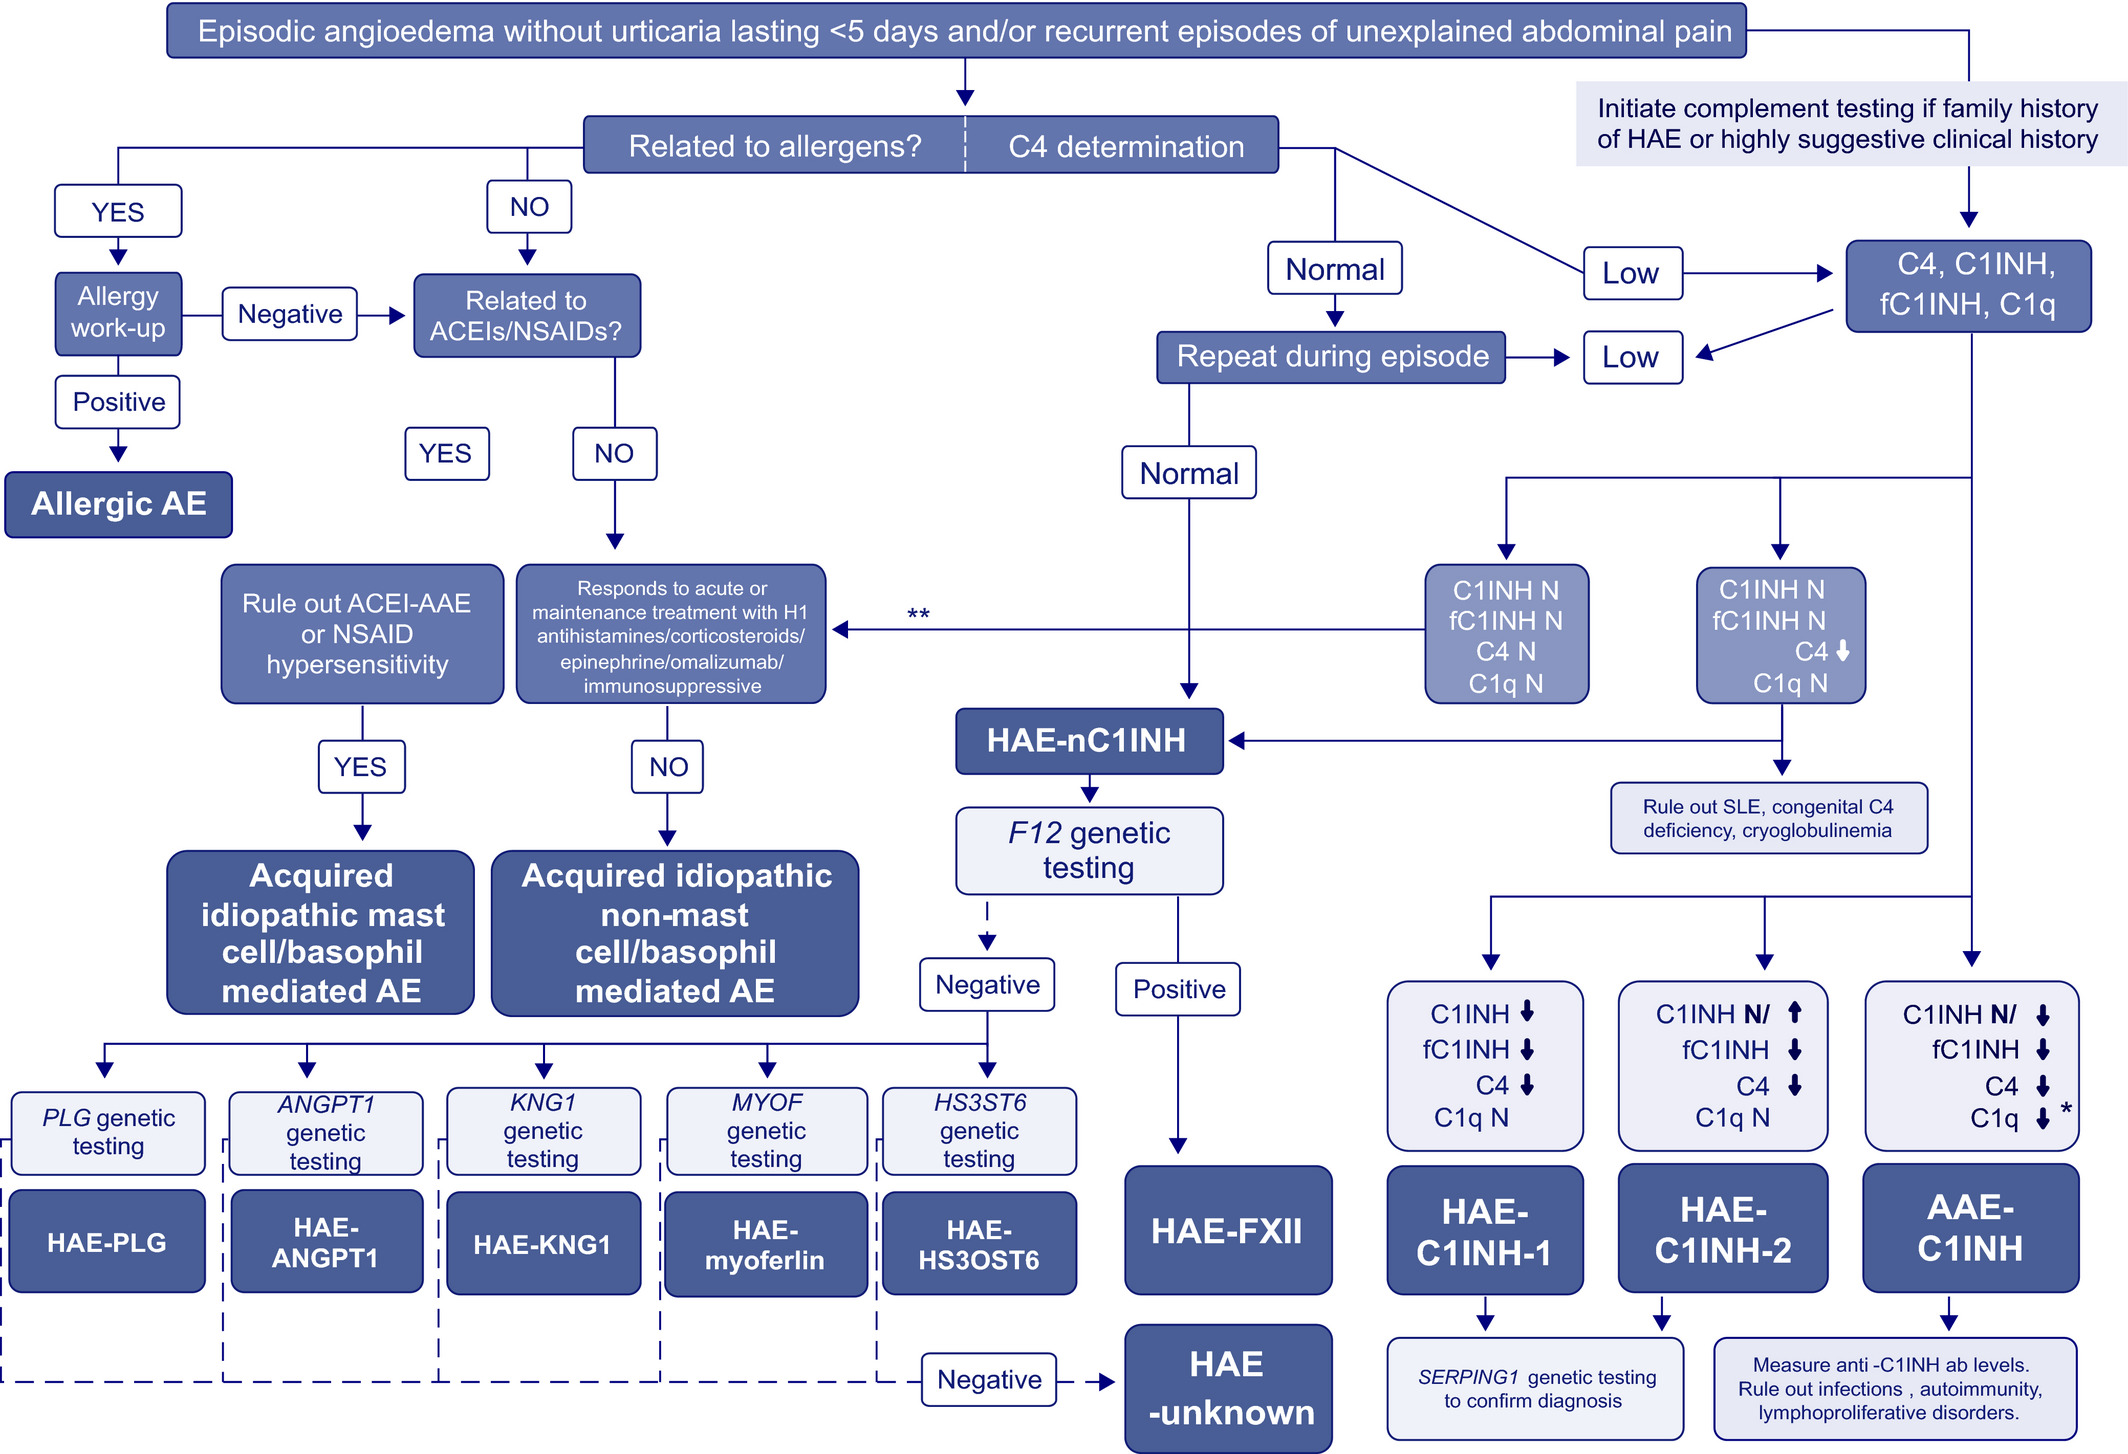 Episodic angioedema without urticaria lasting <5 days and/or recurrent episodes of unexplained abdominal pain
Initiate complement testing if family history
of HAE or highly suggestive clinical history
Related to allergens?
C4 determination
YES
NO
Normal
Low
C4, C1INH,
fC1INH, C1q
Allergy
work-up
Negative
Related to
ACEIs/NSAIDs?
Repeat during episode
Low
Positive
YES
NO
Normal
Allergic AE
Rule out ACEI-AAE
or NSAID
hypersensitivity
Responds to acute or
maintenance treatment with H1
antihistamines/corticosteroids/
epinephrine/omalizumab/
immunosuppressive
**
C1INH N
fC1INH N
C4 N
C1q N
C1INH N
fC1INH N
C4 ↓
C1q N
YES
NO
HAE-nC1INH
Rule out SLE, congenital C4
deficiency, cryoglobulinemia
F12 genetic
testing
Acquired
idiopathic mast
cell/basophil
mediated AE
Acquired idiopathic
non-mast
cell/basophil
mediated AE
Negative
Positive
C1INH ↓
fC1INH ↓
C4 ↓
C1q N
C1INH N/ ↑
fC1INH ↓
C4 ↓
C1q N
C1INH N/ ↓
fC1INH ↓
C4 ↓
C1q ↓ *
PLG genetic
testing
ANGPT1
genetic
testing
KNG1
genetic
testing
MYOF
genetic
testing
HS3ST6
genetic
testing
HAE-PLG
HAE-
ANGPT1
HAE-KNG1
HAE-
myoferlin
HAE-
HS3OST6
HAE-FXII
HAE-
C1INH-1
HAE-
C1INH-2
AAE-
C1INH
Negative
HAE
-unknown
SERPING1 genetic testing
to confirm diagnosis
Measure anti -C1INH ab levels.
Rule out infections , autoimmunity,
lymphoproliferative disorders.